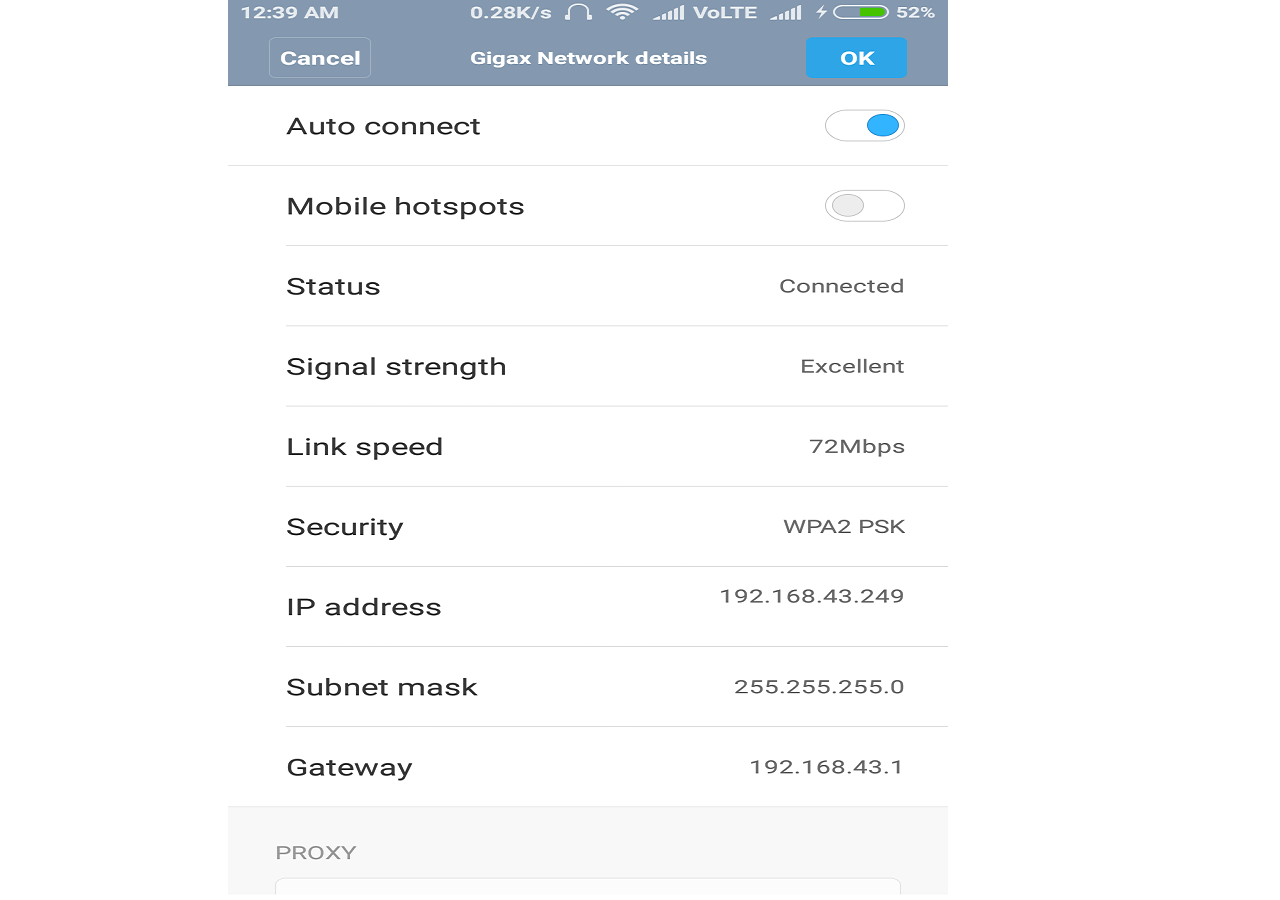 12:39 AM 0.28K/s VoLTE 52%
Cancel Gigax Network details OK
Auto connect
Mobile hotspots
Status Connected
Signal strength Excellent
Link speed 72Mbps
Security WPA2 PSK
IP address 192.168.43.249
Subnet mask 255.255.255.0
Gateway 192.168.43.1
PROXY